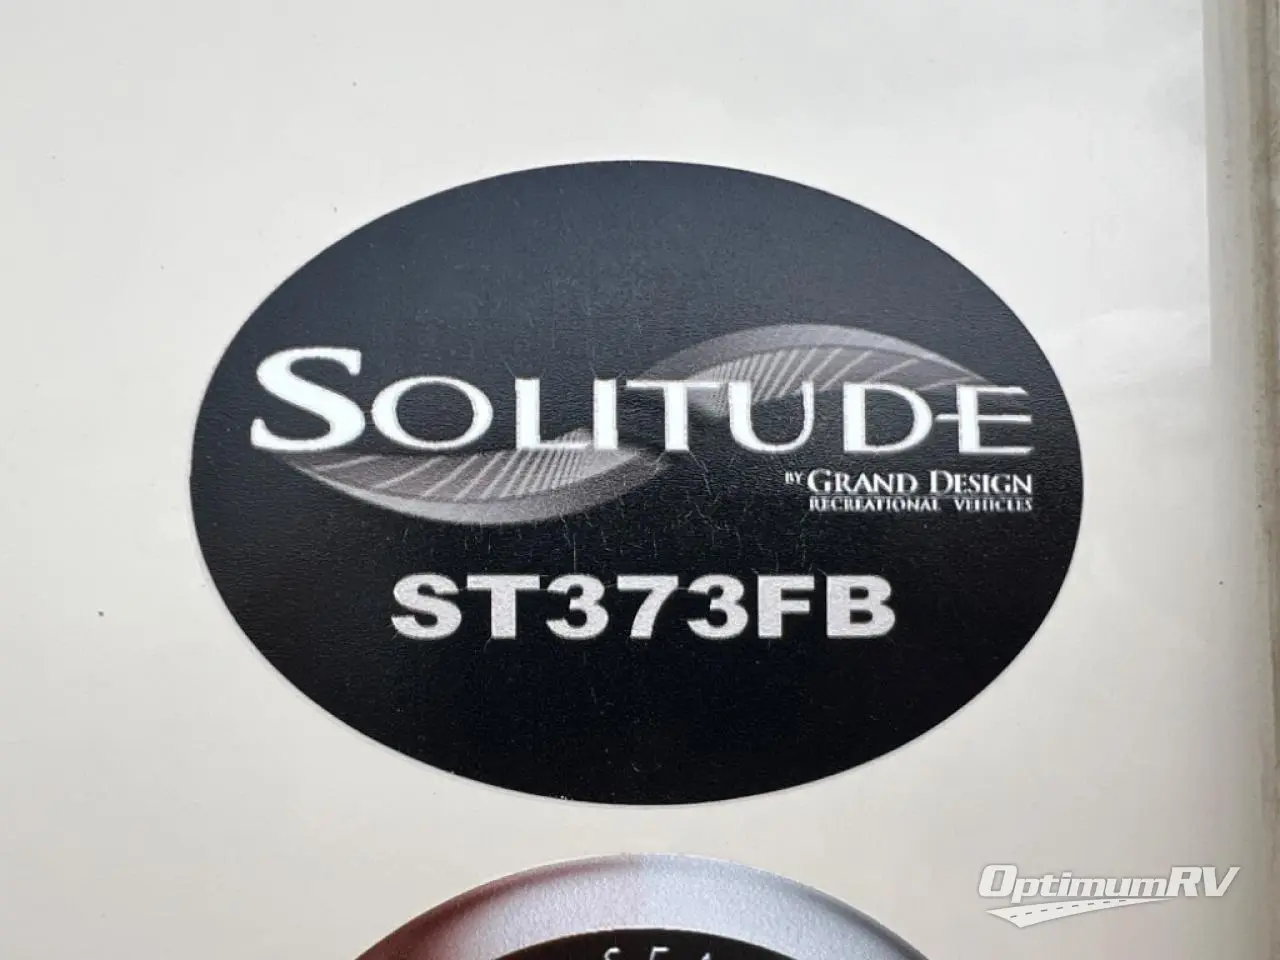 SOLITUDE
BY GRAND DESIGN
RECREATIONAL VEHICLES
ST373FB
OptimumRV